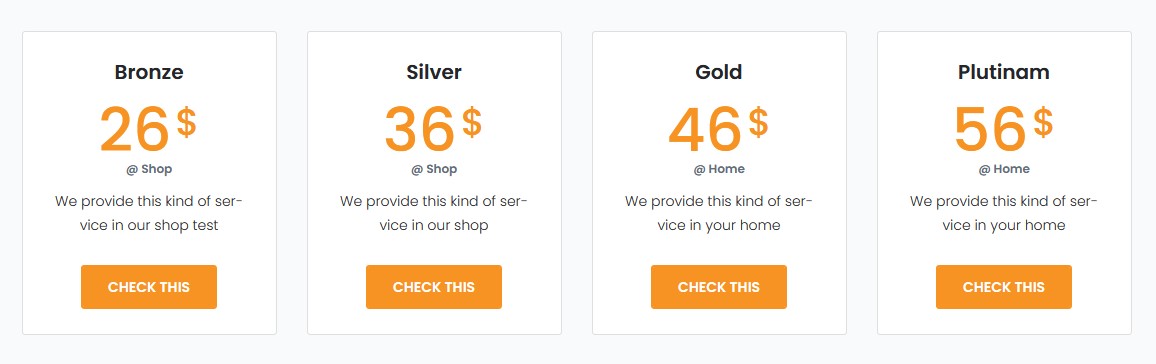 Bronze
26$
@ Shop
We provide this kind of ser-
vice in our shop test
CHECK THIS
Silver
36$
@ Shop
We provide this kind of ser-
vice in our shop
CHECK THIS
Gold
46$
@ Home
We provide this kind of ser-
vice in your home
CHECK THIS
Plutinam
56$
@ Home
We provide this kind of ser-
vice in your home
CHECK THIS